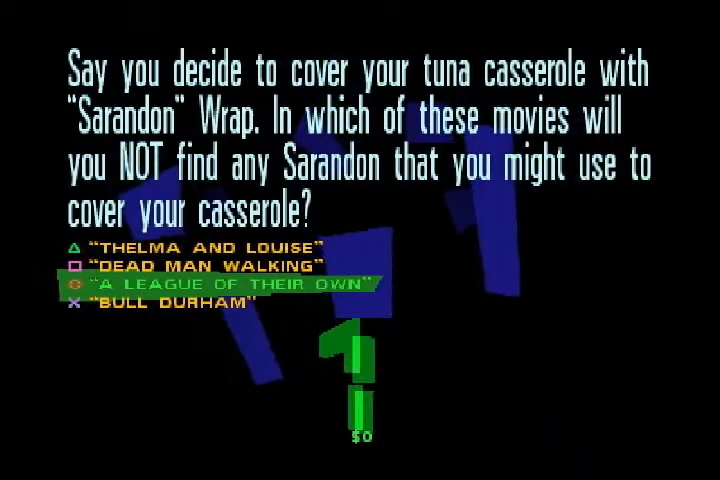 Say you decide to cover your tuna casserole with
"Sarandon" Wrap. In which of these movies will
you NOT find any Sarandon that you might use to
cover your casserole?
"THELMA AND LOUISE"
"DEAD MAN WALKING"
"A LEAGUE OF THEIR OWN"
"BULL DURHAM"
1
$0